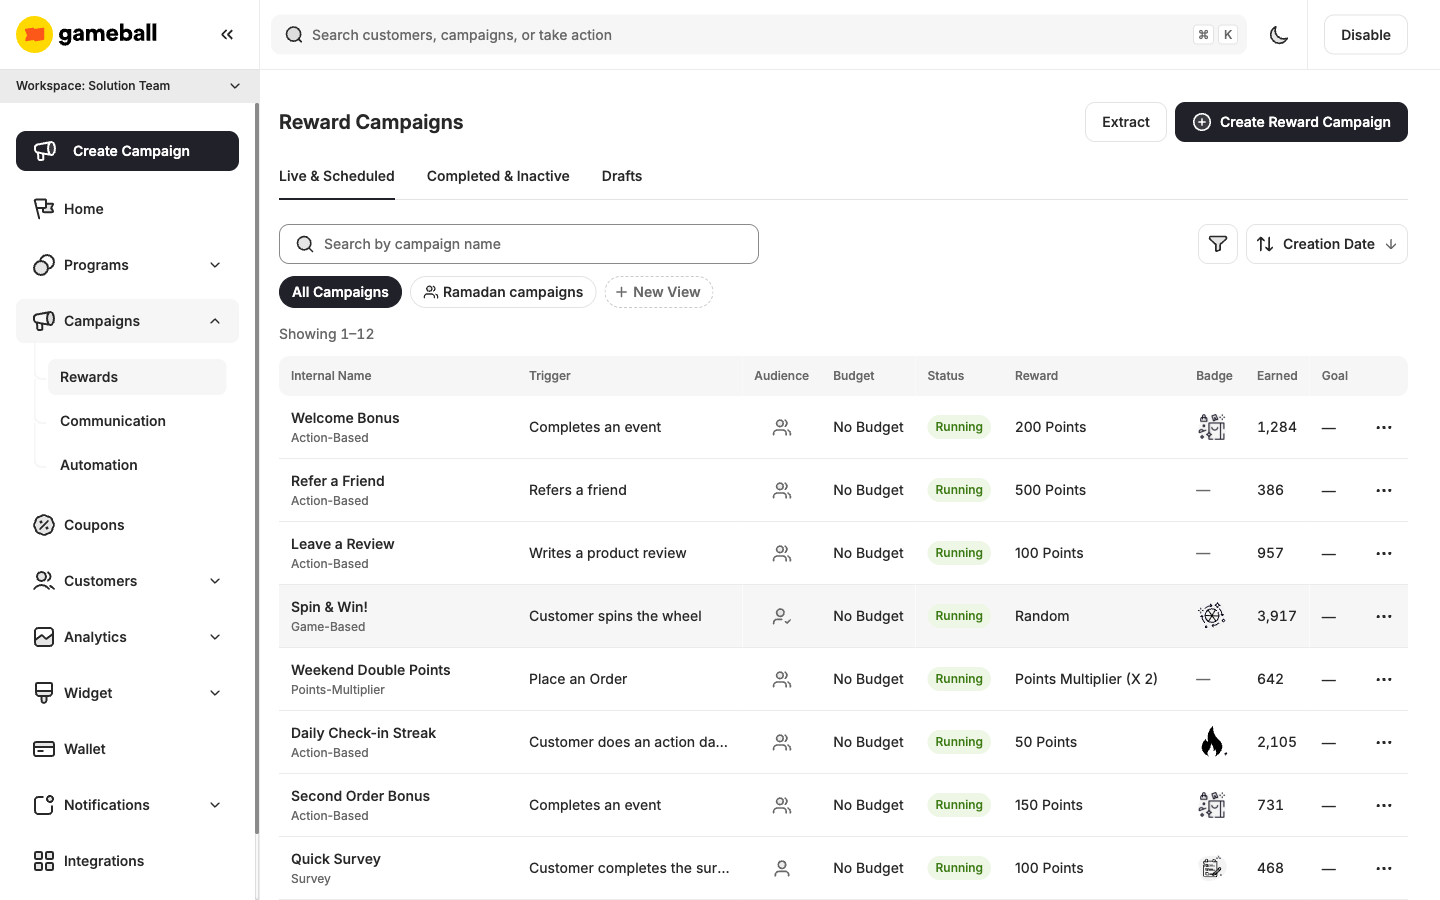 gameball
Search customers, campaigns, or take action
⌘ K
Disable
Workspace: Solution Team
Create Campaign
Home
Programs
Campaigns
Rewards
Communication
Automation
Coupons
Customers
Analytics
Widget
Wallet
Notifications
Integrations
Reward Campaigns
Extract
Create Reward Campaign
Live & Scheduled
Completed & Inactive
Drafts
Search by campaign name
Creation Date
All Campaigns
Ramadan campaigns
+ New View
Showing 1–12
Internal Name Trigger Audience Budget Status Reward Badge Earned Goal
Welcome Bonus
Action-Based
Completes an event No Budget Running 200 Points 1,284 —
Refer a Friend
Action-Based
Refers a friend No Budget Running 500 Points — 386 —
Leave a Review
Action-Based
Writes a product review No Budget Running 100 Points — 957 —
Spin & Win!
Game-Based
Customer spins the wheel No Budget Running Random 3,917 —
Weekend Double Points
Points-Multiplier
Place an Order No Budget Running Points Multiplier (X 2) — 642 —
Daily Check-in Streak
Action-Based
Customer does an action da... No Budget Running 50 Points 2,105 —
Second Order Bonus
Action-Based
Completes an event No Budget Running 150 Points 731 —
Quick Survey
Survey
Customer completes the sur... No Budget Running 100 Points 468 —